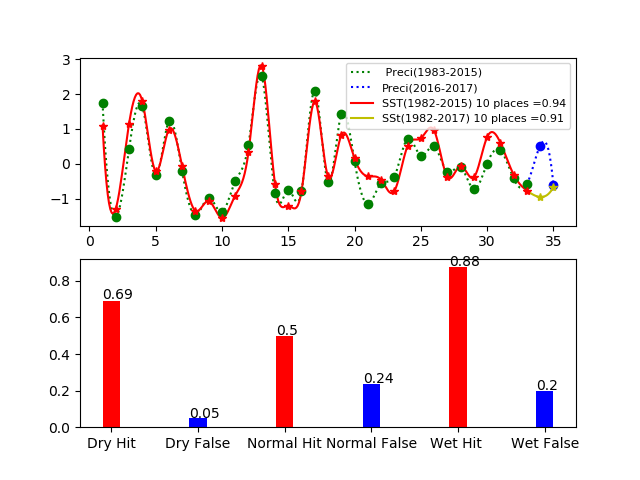 3
2
1
0
−1
Preci(1983-2015)
Preci(2016-2017)
SST(1982-2015) 10 places =0.94
SSt(1982-2017) 10 places =0.91
0 5 10 15 20 25 30 35
0.8
0.6
0.4
0.2
0.0
0.69
0.05
0.5
0.24
0.88
0.2
Dry Hit Dry False Normal Hit Normal False Wet Hit Wet False